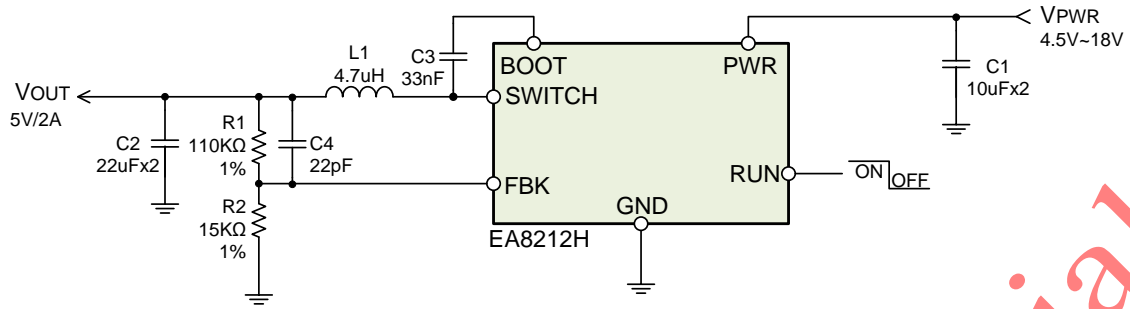 VPWR
4.5V~18V
C1
10uFx2
BOOT
PWR
L1
4.7uH
C3
33nF
SWITCH
VOUT
5V/2A
C2
22uFx2
R1
110KΩ
1%
C4
22pF
FBK
RUN
ON
OFF
R2
15KΩ
1%
GND
EA8212H